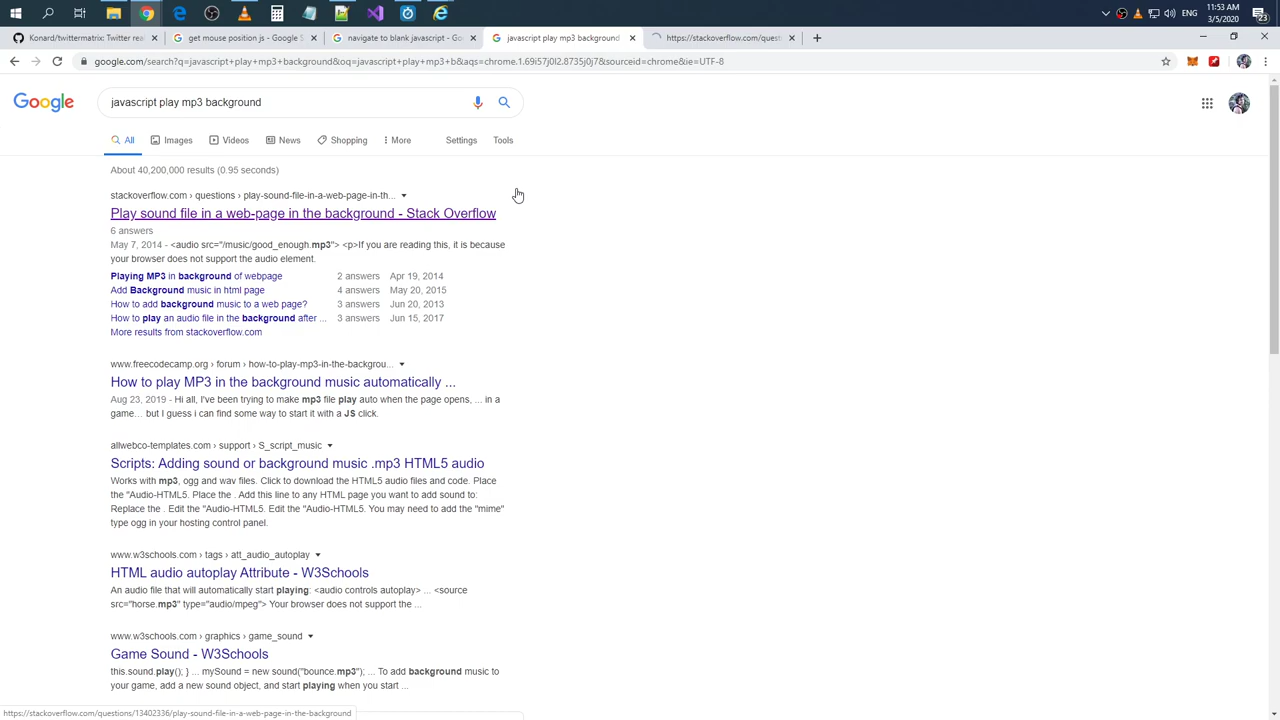 11:53 AM
ENG
3/5/2020
23
Konard/twittermatrix: Twitter rea
get mouse position js - Google S
navigate to blank javascript - Go
javascript play mp3 background
https://stackoverflow.com/quest
google.com/search?q=javascript+play+mp3+background&oq=javascript+play+mp3+b&aqs=chrome.1.69i57j0l2.8735j0j7&sourceid=chrome&ie=UTF-8
Google
javascript play mp3 background
All Images Videos News Shopping More Settings Tools
About 40,200,000 results (0.95 seconds)
stackoverflow.com › questions › play-sound-file-in-a-web-page-in-th...
Play sound file in a web-page in the background - Stack Overflow
6 answers
May 7, 2014 - <audio src="/music/good_enough.mp3"> <p>If you are reading this, it is because
your browser does not support the audio element.
Playing MP3 in background of webpage 2 answers Apr 19, 2014
Add Background music in html page 4 answers May 20, 2015
How to add background music to a web page? 3 answers Jun 20, 2013
How to play an audio file in the background after ... 3 answers Jun 15, 2017
More results from stackoverflow.com
www.freecodecamp.org › forum › how-to-play-mp3-in-the-backgrou...
How to play MP3 in the background music automatically ...
Aug 23, 2019 - Hi all, I've been trying to make mp3 file play auto when the page opens, ... in a
game… but I guess i can find some way to start it with a JS click.
allwebco-templates.com › support › S_script_music
Scripts: Adding sound or background music .mp3 HTML5 audio
Works with mp3, ogg and wav files. Click to download the HTML5 audio files and code. Place
the "Audio-HTML5. Place the . Add this line to any HTML page you want to add sound to:
Replace the . Edit the "Audio-HTML5. Edit the "Audio-HTML5. You may need to add the "mime"
type ogg in your hosting control panel.
www.w3schools.com › tags › att_audio_autoplay
HTML audio autoplay Attribute - W3Schools
An audio file that will automatically start playing: <audio controls autoplay> ... <source
src="horse.mp3" type="audio/mpeg"> Your browser does not support the ...
www.w3schools.com › graphics › game_sound
Game Sound - W3Schools
this.sound.play(); } ... mySound = new sound("bounce.mp3"); ... To add background music to
your game, add a new sound object, and start playing when you start ...
https://stackoverflow.com/questions/13402336/play-sound-file-in-a-web-page-in-the-background